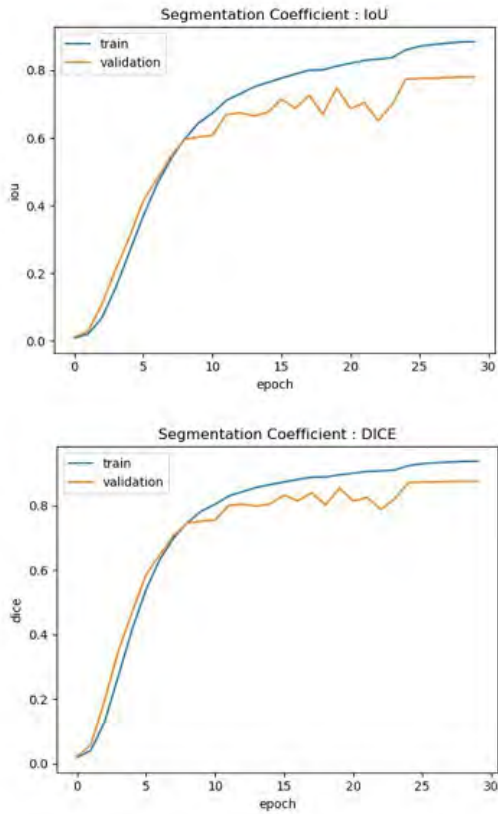 Segmentation Coefficient : IoU
train
validation
0.8
0.6
0.4
0.2
0.0
iou
0 5 10 15 20 25 30
epoch
Segmentation Coefficient : DICE
train
validation
0.8
0.6
0.4
0.2
0.0
dice
0 5 10 15 20 25 30
epoch